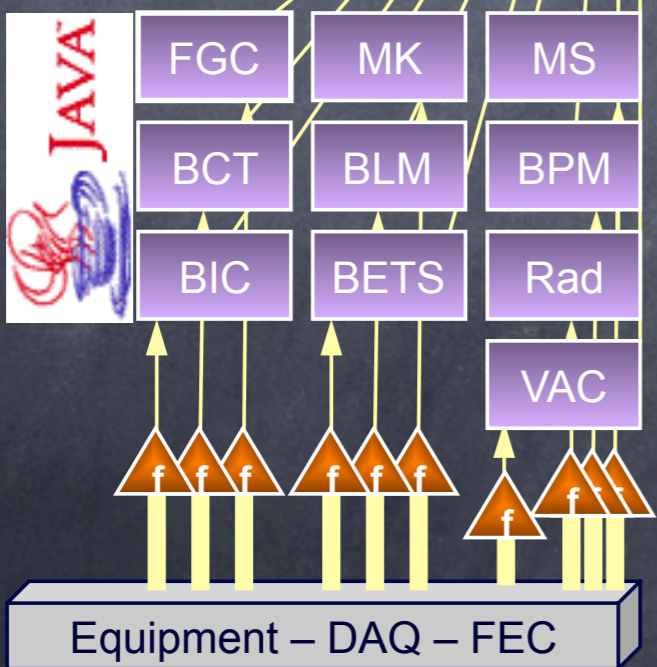 JAVA
FGC MK MS
BCT BLM BPM
BIC BETS Rad
VAC
f f f f f f f f
Equipment – DAQ – FEC